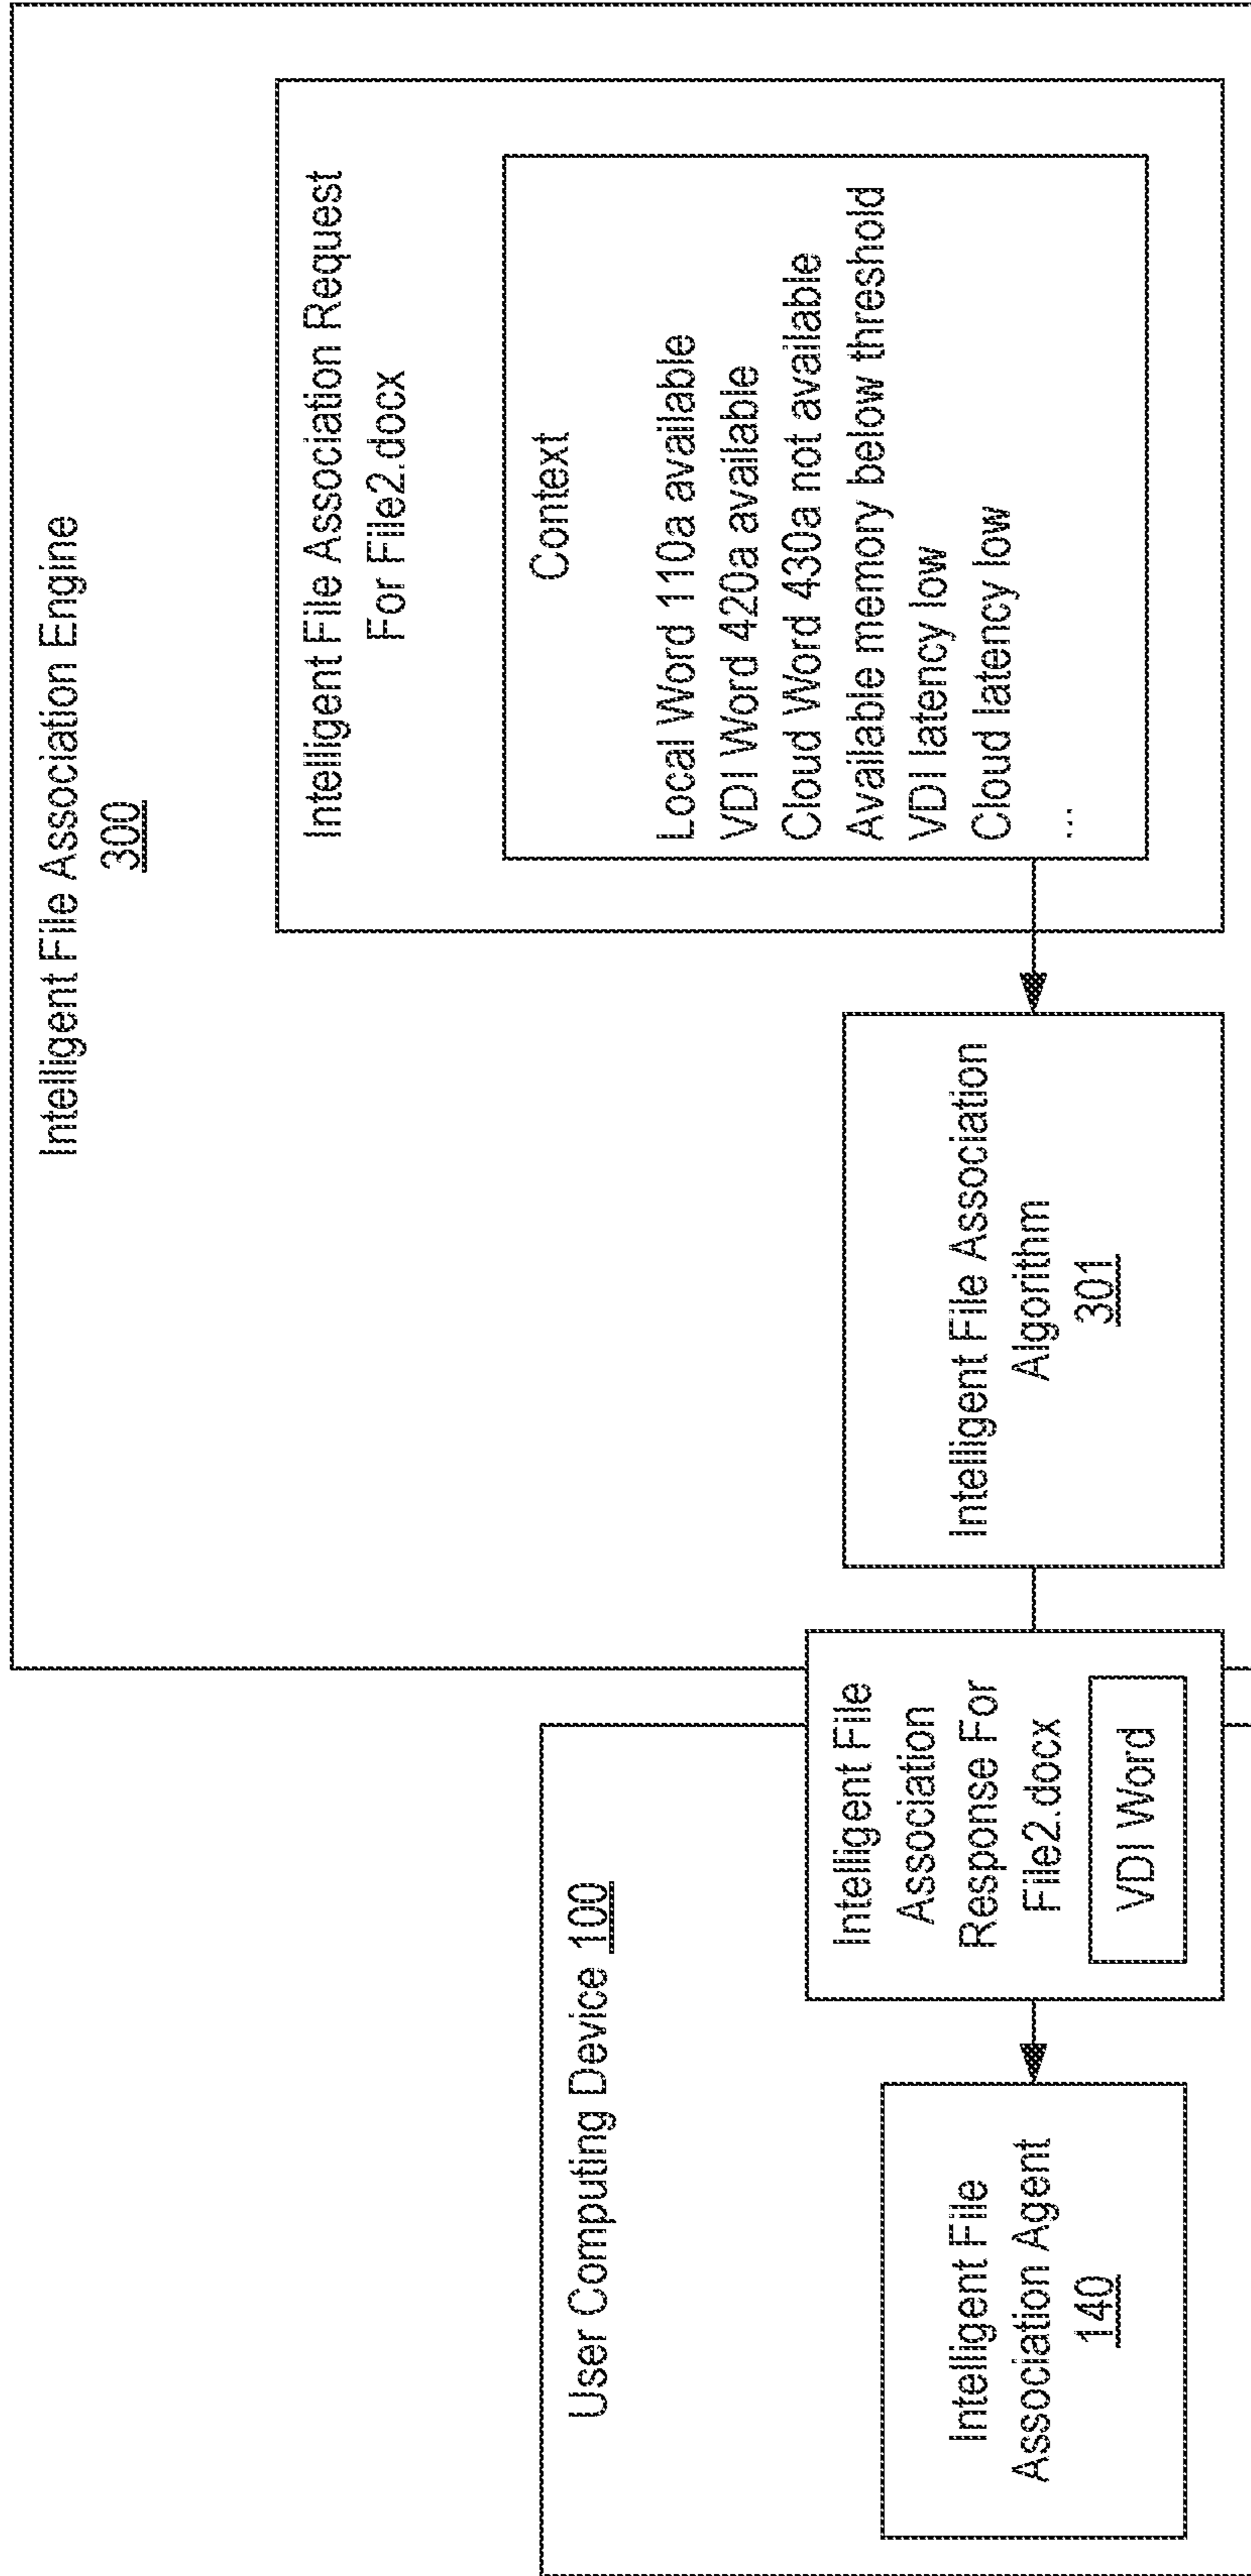 Intelligent File Association Engine
300
Intelligent File Association Request
For File2.docx
Context
Local Word 110a available
VDI Word 420a available
Cloud Word 430a not available
Available memory below threshold
VDI latency low
Cloud latency low
...
Intelligent File Association
Algorithm
301
Intelligent File
Association
Response For
File2.docx
VDI Word
User Computing Device 100
Intelligent File
Association Agent
140